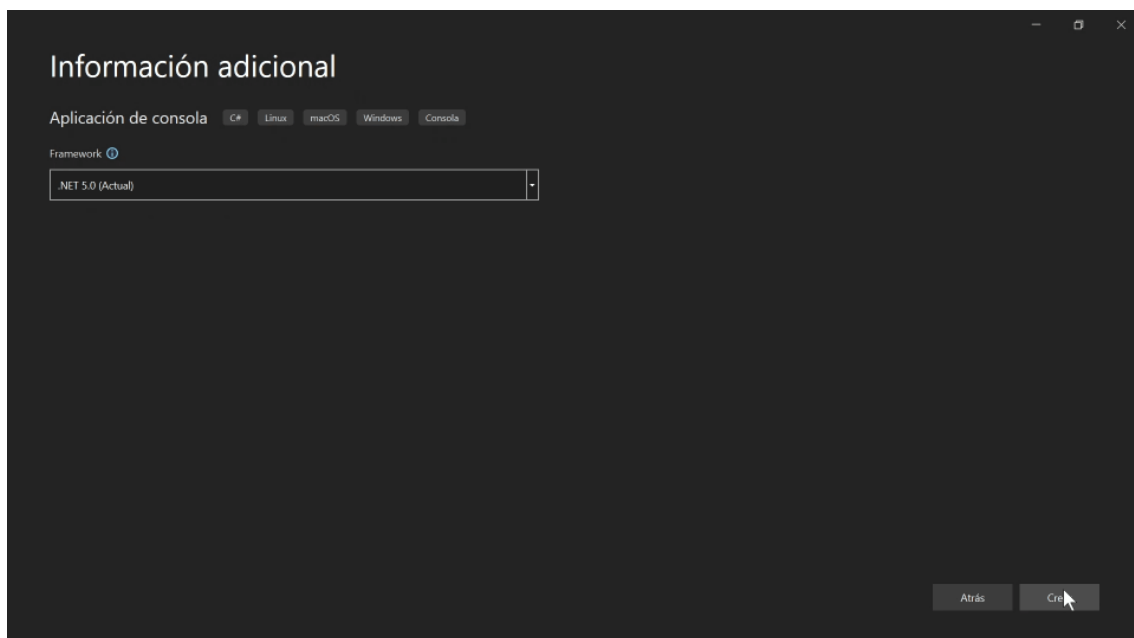 Información adicional
Aplicación de consola C# Linux macOS Windows Consola
Framework
.NET 5.0 (Actual)
Atrás